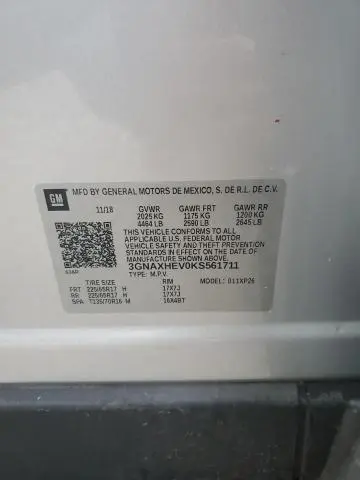 GM
MFD BY GENERAL MOTORS DE MEXICO, S. DE R.L. DE C.V.
11/18 GVWR GAWR FRT GAWR RR
2025 KG 1175 KG 1200 KG
4464 LB 2590 LB 2645 LB
THIS VEHICLE CONFORMS TO ALL
APPLICABLE U.S. FEDERAL MOTOR
VEHICLE SAFETY, BUMPER, AND THEFT
PREVENTION STANDARDS IN
EFFECT ON THE DATE OF
MANUFACTURE SHOWN ABOVE.
3GNAXHEV0KS561711
TYPE: M.P.V.
TIRE SIZE RIM MODEL: 011XP26
FRT 225/65R17 H 17X7J
RR 225/65R17 H 17X7J
SPA T135/70R16 M 16X4BT